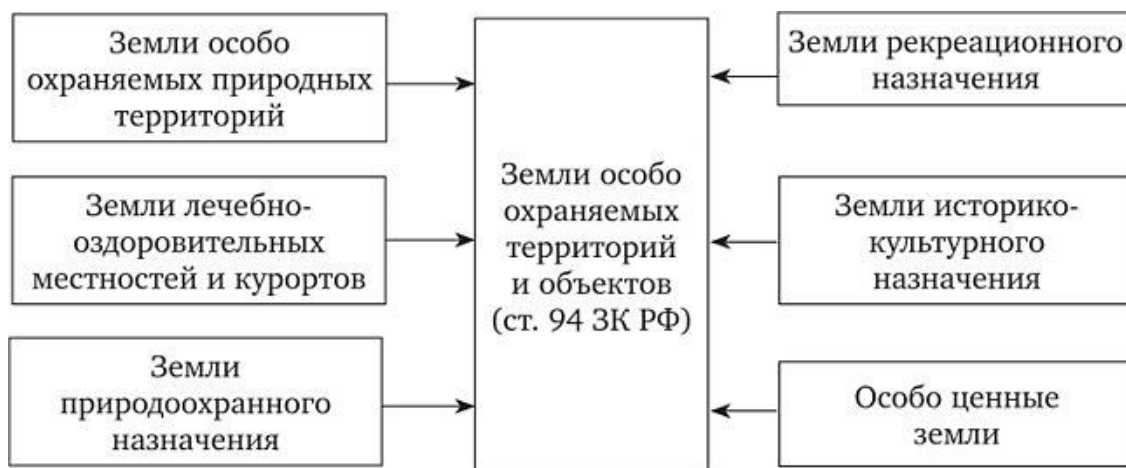 Земли особо
охраняемых природных
территорий
Земли лечебно-
оздоровительных
местностей и курортов
Земли
природоохранного
назначения
Земли особо
охраняемых
территорий
и объектов
(ст. 94 ЗК РФ)
Земли рекреационного
назначения
Земли историко-
культурного
назначения
Особо ценные
земли